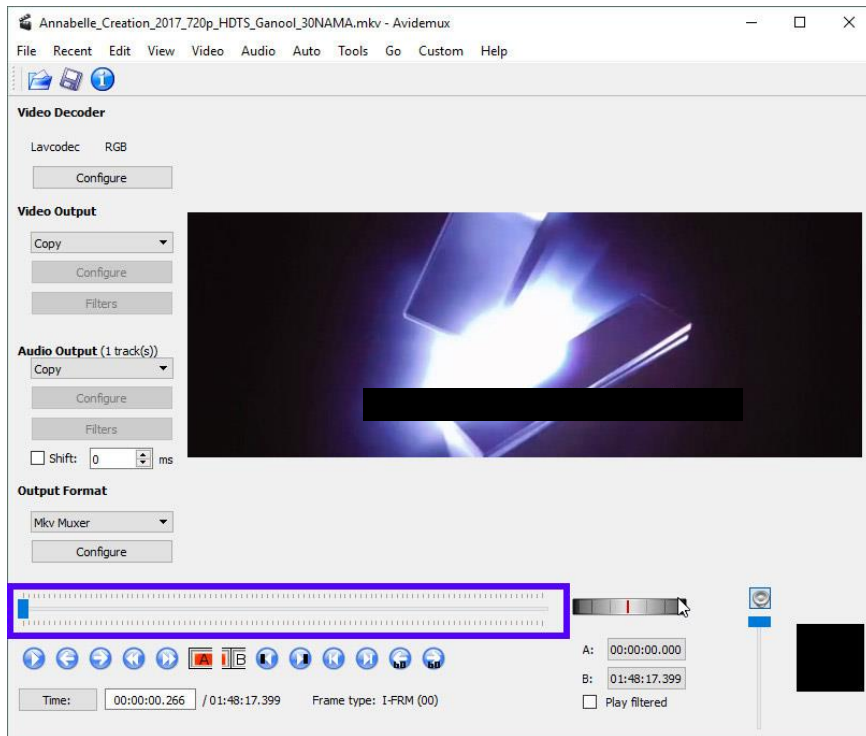 Annabelle_Creation_2017_720p_HDTS_Ganool_30NAMA.mkv - Avidemux
File Recent Edit View Video Audio Auto Tools Go Custom Help
Video Decoder
Lavcodec RGB
Configure
Video Output
Copy
Configure
Filters
Audio Output (1 track(s))
Copy
Configure
Filters
Shift: 0 ms
Output Format
Mkv Muxer
Configure
A B 60 60
A: 00:00:00.000
B: 01:48:17.399
Time: 00:00:00.266 / 01:48:17.399 Frame type: I-FRM (00)
Play filtered